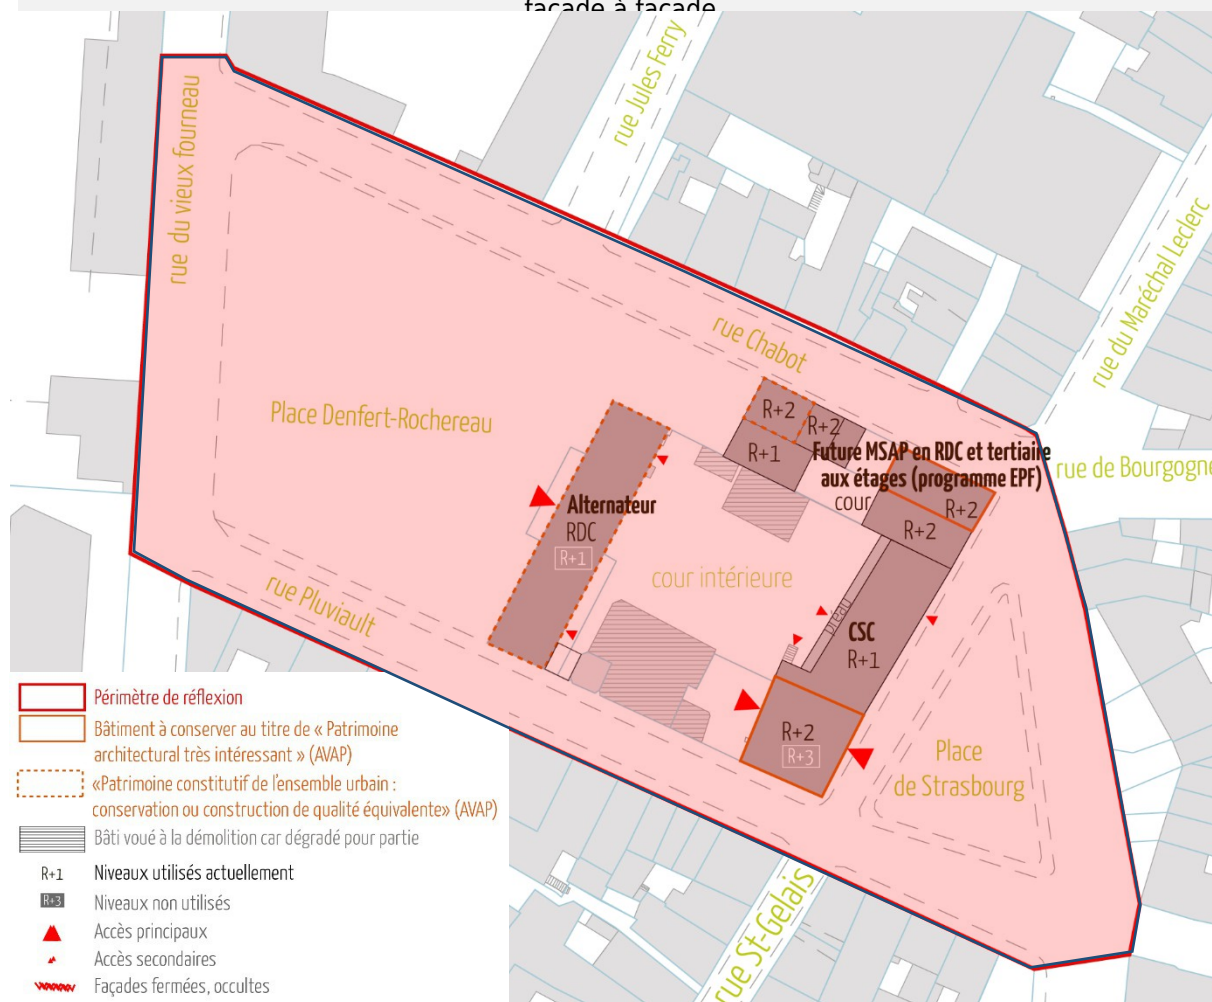 façade à façade
rue Jules Ferry
rue du vieux fourneau
rue du Maréchal Leclerc
rue Chabot
Place Denfert-Rochereau
R+2
R+2
R+1
Future MSAP en RDC et tertiaire
aux étages (programme EPF)
rue de Bourgogne
cour
R+2
R+2
Alternateur
RDC
R+1
cour intérieure
rue Pluviault
préau
CSC
R+1
R+2
R+3
Place
de Strasbourg
rue St-Gelais
Périmètre de réflexion
Bâtiment à conserver au titre de « Patrimoine
architectural très intéressant » (AVAP)
«Patrimoine constitutif de l'ensemble urbain :
conservation ou construction de qualité équivalente» (AVAP)
Bâti voué à la démolition car dégradé pour partie
R+1 Niveaux utilisés actuellement
R+3 Niveaux non utilisés
Accès principaux
Accès secondaires
Façades fermées, occultes